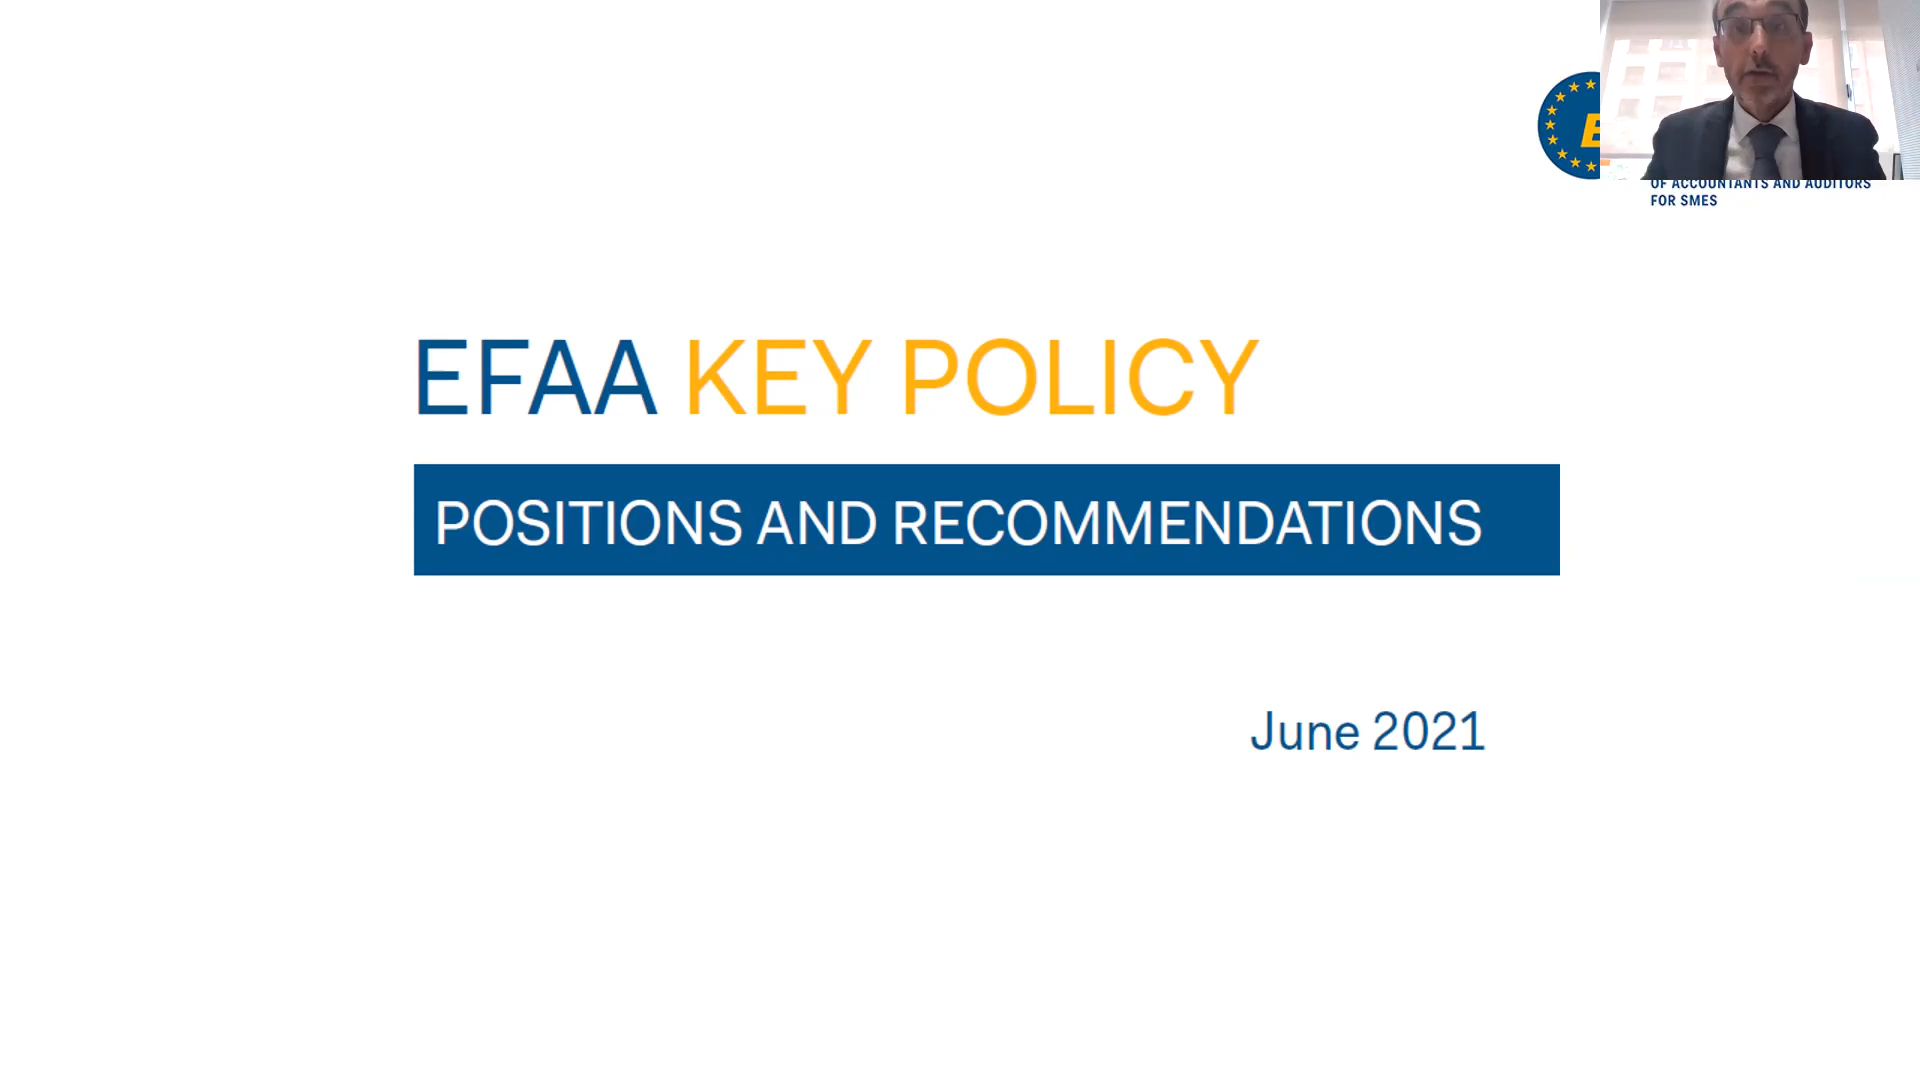 E
OF ACCOUNTANTS AND AUDITORS
FOR SMES
EFAA KEY POLICY
POSITIONS AND RECOMMENDATIONS
June 2021